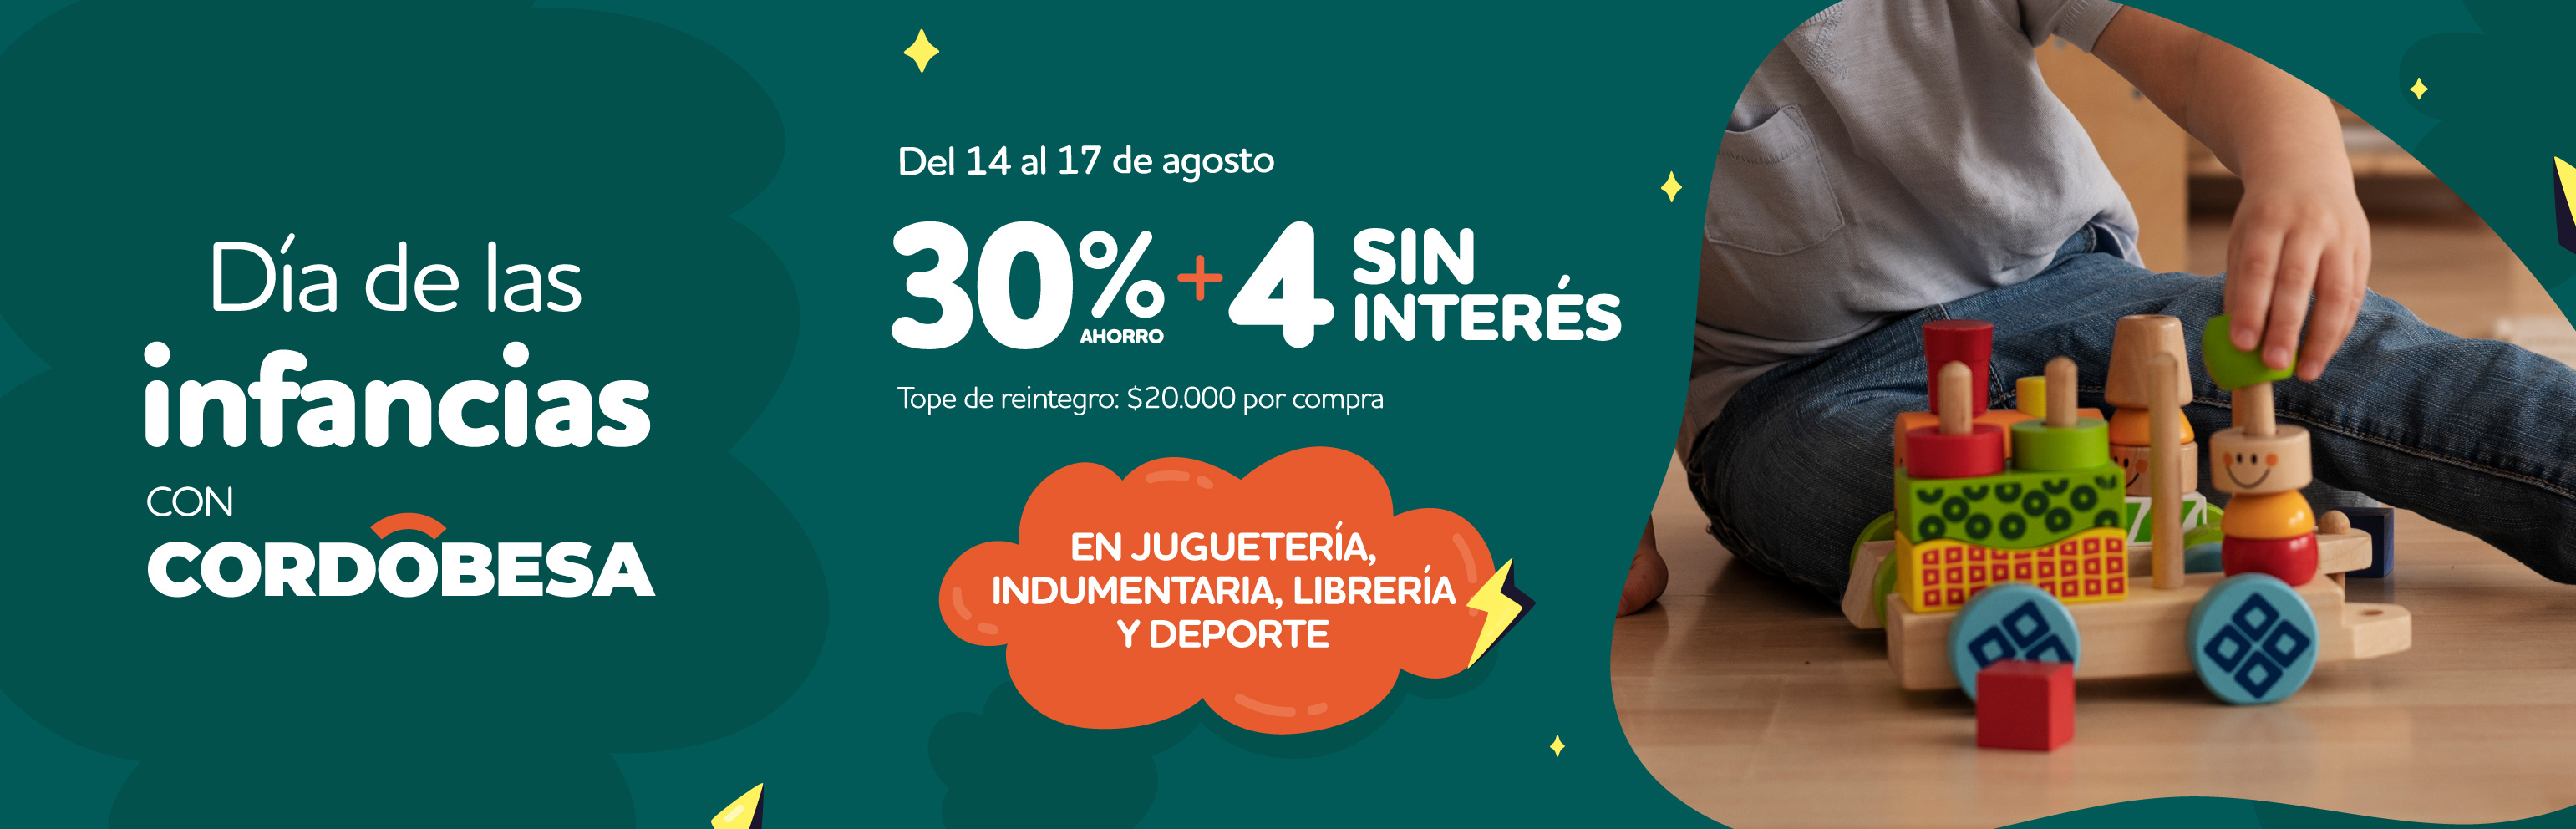 Día de las
infancias
CON
CORDOBESA
Del 14 al 17 de agosto
30% AHORRO + 4 SIN INTERÉS
Tope de reintegro: $20.000 por compra
EN JUGUETERÍA,
INDUMENTARIA, LIBRERÍA
Y DEPORTE